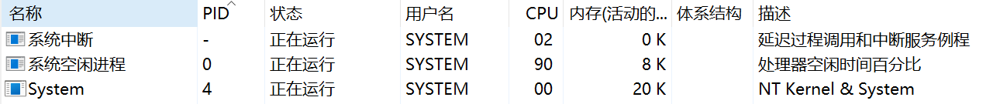 名称 PID 状态 用户名 CPU 内存(活动的... 体系结构 描述
系统中断 - 正在运行 SYSTEM 02 0 K 延迟过程调用和中断服务例程
系统空闲进程 0 正在运行 SYSTEM 90 8 K 处理器空闲时间百分比
System 4 正在运行 SYSTEM 00 20 K NT Kernel & System